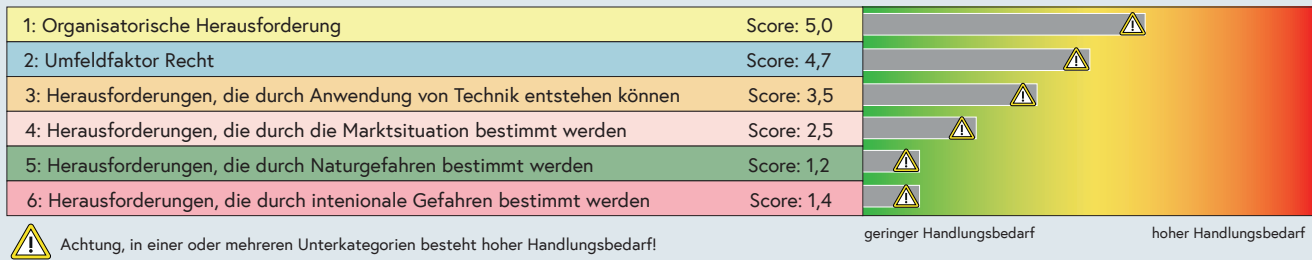 1: Organisatorische Herausforderung Score: 5,0
2: Umfeldfaktor Recht Score: 4,7
3: Herausforderungen, die durch Anwendung von Technik entstehen können Score: 3,5
4: Herausforderungen, die durch die Marktsituation bestimmt werden Score: 2,5
5: Herausforderungen, die durch Naturgefahren bestimmt werden Score: 1,2
6: Herausforderungen, die durch intenionale Gefahren bestimmt werden Score: 1,4
geringer Handlungsbedarf hoher Handlungsbedarf
Achtung, in einer oder mehreren Unterkategorien besteht hoher Handlungsbedarf!